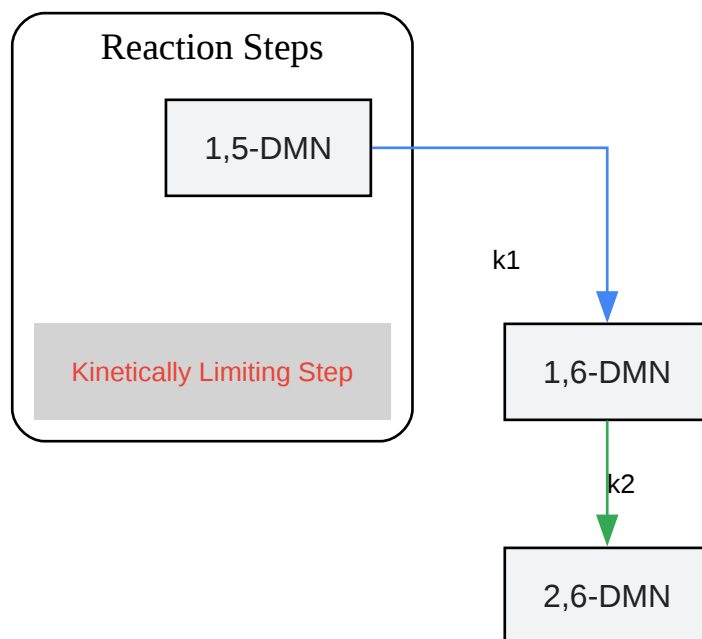 Reaction Steps
1,5-DMN
k1
Kinetically Limiting Step
1,6-DMN
k2
2,6-DMN